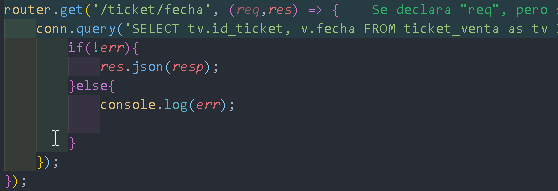 router.get('/ticket/fecha', (req,res) => { Se declara "req", pero
conn.query('SELECT tv.id_ticket, v.fecha FROM ticket_venta as tv
if(!err){
res.json(resp);
}else{
console.log(err);
}
});
});